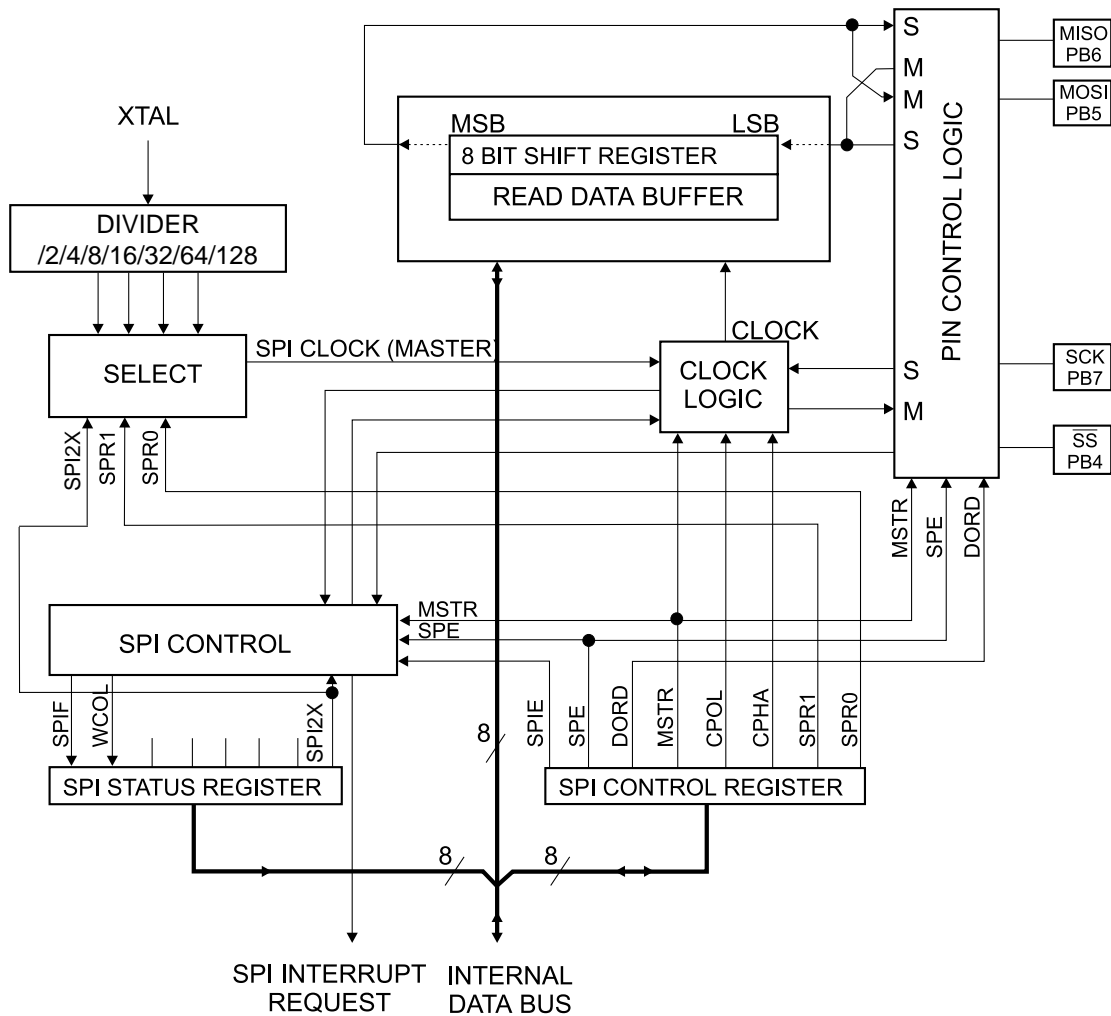 S
MISO
PB6
M
M
MOSI
PB5
XTAL
MSB
LSB
S
8 BIT SHIFT REGISTER
READ DATA BUFFER
PIN CONTROL LOGIC
DIVIDER
/2/4/8/16/32/64/128
CLOCK
SPI CLOCK (MASTER)
SELECT
CLOCK
LOGIC
S
SCK
PB7
M
SPI2X
SPR1
SPR0
SS
PB4
MSTR
SPE
DORD
MSTR
SPE
SPI CONTROL
SPIF
WCOL
SPI2X
SPIE
SPE
DORD
MSTR
CPOL
CPHA
SPR1
SPR0
8
SPI STATUS REGISTER
SPI CONTROL REGISTER
8
8
SPI INTERRUPT
REQUEST
INTERNAL
DATA BUS